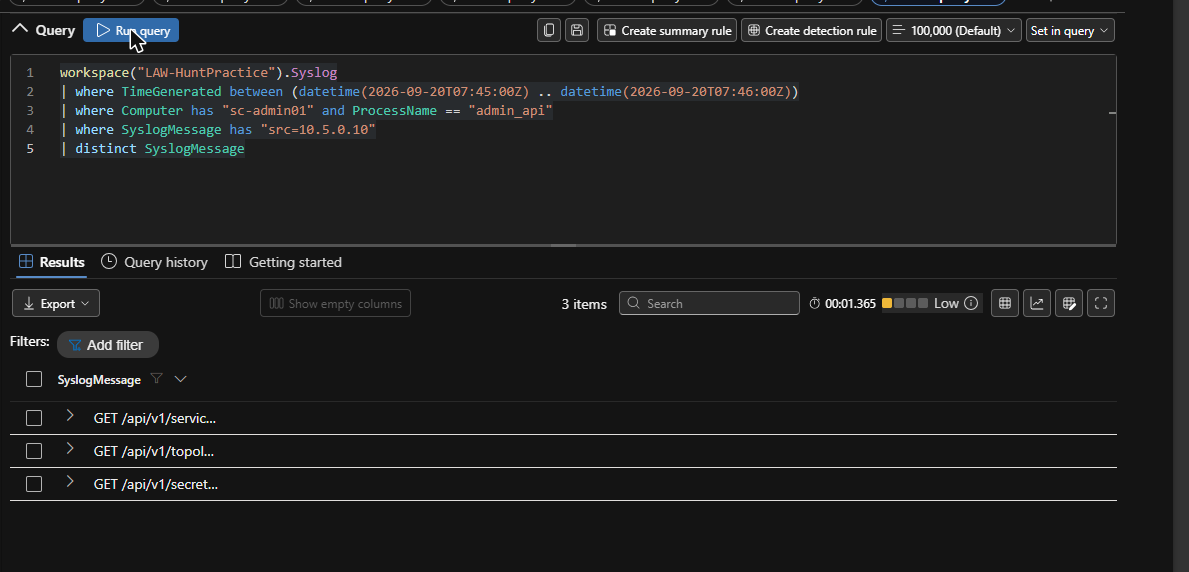 Query
Run query
Create summary rule
Create detection rule
100,000 (Default)
Set in query
1 workspace("LAW-HuntPractice").Syslog
2 | where TimeGenerated between (datetime(2026-09-20T07:45:00Z) .. datetime(2026-09-20T07:46:00Z))
3 | where Computer has "sc-admin01" and ProcessName == "admin_api"
4 | where SyslogMessage has "src=10.5.0.10"
5 | distinct SyslogMessage
Results
Query history
Getting started
Export
Show empty columns
3 items
Search
00:01.365
Low
Filters:
Add filter
SyslogMessage
GET /api/v1/servic...
GET /api/v1/topol...
GET /api/v1/secret...